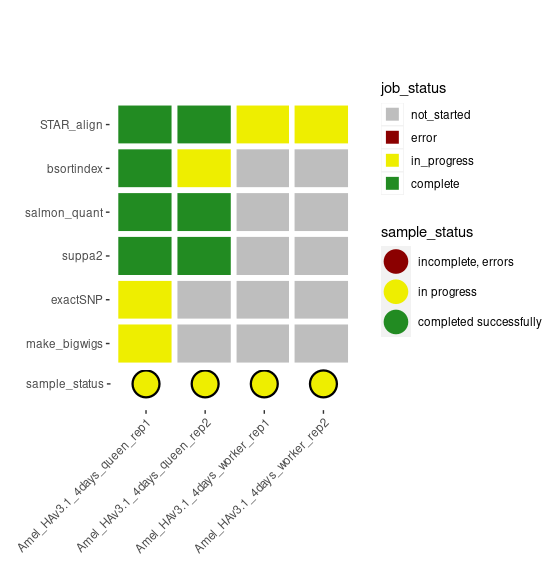 STAR_align
bsortindex
salmon_quant
suppa2
exactSNP
make_bigwigs
sample_status
Amel_HAv3.1_4days_queen_rep1
Amel_HAv3.1_4days_queen_rep2
Amel_HAv3.1_4days_worker_rep1
Amel_HAv3.1_4days_worker_rep2
job_status
not_started
error
in_progress
complete
sample_status
incomplete, errors
in progress
completed successfully